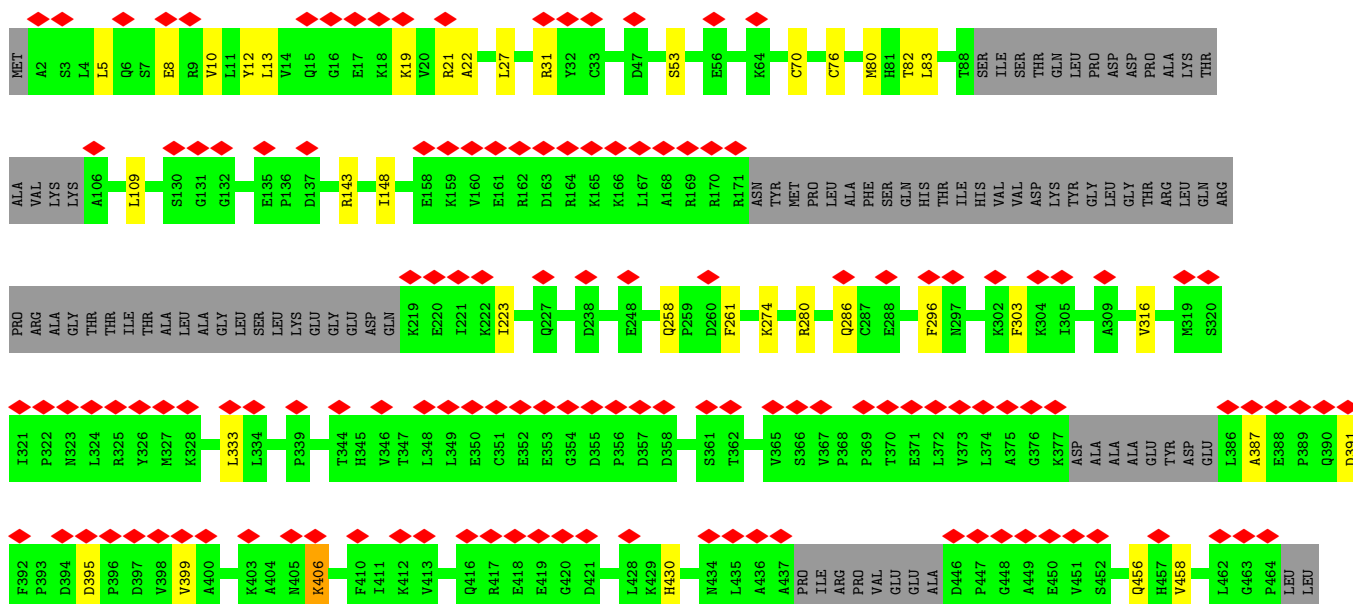 MET A2 S3 L4 L5 Q6 S7 E8 R9 V10 L11 Y12 L13 V14 Q15 G16 E17 K18 K19 V20 R21 A22 L27 R31 Y32 C33 D47 S53 E56 K64 C70 C76 M80 H81 T82 L83 T88 SER ILE SER THR GLN LEU PRO ASP ASP PRO ALA LYS THR
ALA VAL LYS LYS A106 L109 S130 G131 G132 E135 P136 D137 R143 I148 E158 K159 V160 E161 R162 D163 R164 K165 K166 L167 A168 R169 R170 R171 ASN TYR MET PRO LEU ALA PHE SER GLN HIS THR ILE HIS VAL VAL ASP LYS TYR GLY LEU GLY THR ARG LEU GLN ARG
PRO ARG ALA GLY THR THR ILE THR ALA LEU ALA GLY LEU SER LEU LYS GLU GLY GLU ASP GLN K219 E220 I221 K222 I223 Q227 D238 E248 Q258 P259 D260 F261 K274 R280 Q286 C287 E288 F296 N297 K302 F303 K304 I305 A309 V316 M319 S320
I321 P322 N323 L324 R325 Y326 M327 K328 L333 L334 P339 T344 H345 V346 T347 L348 L349 E350 C351 E352 E353 G354 D355 P356 D357 D358 S361 T362 V365 S366 V367 P368 P369 T370 E371 L372 V373 L374 A375 G376 K377 ASP ALA ALA ALA GLU TYR ASP GLU L386 A387 E388 P389 Q390 D391
F392 P393 D394 D395 P396 D397 V398 V399 A400 K403 A404 N405 K406 F410 I411 K412 V413 Q416 R417 E418 E419 G420 D421 L428 K429 H430 N434 L435 A436 A437 PRO ILE ARG PRO VAL GLU GLU ALA D446 P447 G448 A449 E450 V451 S452 Q456 H457 V458 L462 G463 P464 LEU LEU